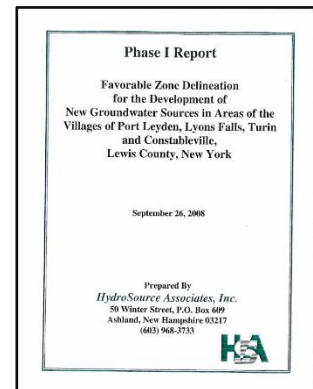 Phase I Report
Favorable Zone Delineation
for the Development of
New Groundwater Sources in Areas of the
Villages of Port Leyden, Lyons Falls, Turin
and Constableville,
Lewis County, New York
September 26, 2008
Prepared By
HydroSource Associates, Inc.
50 Winter Street, P.O. Box 609
Ashland, New Hampshire 03217
(603) 968-3733
HSA